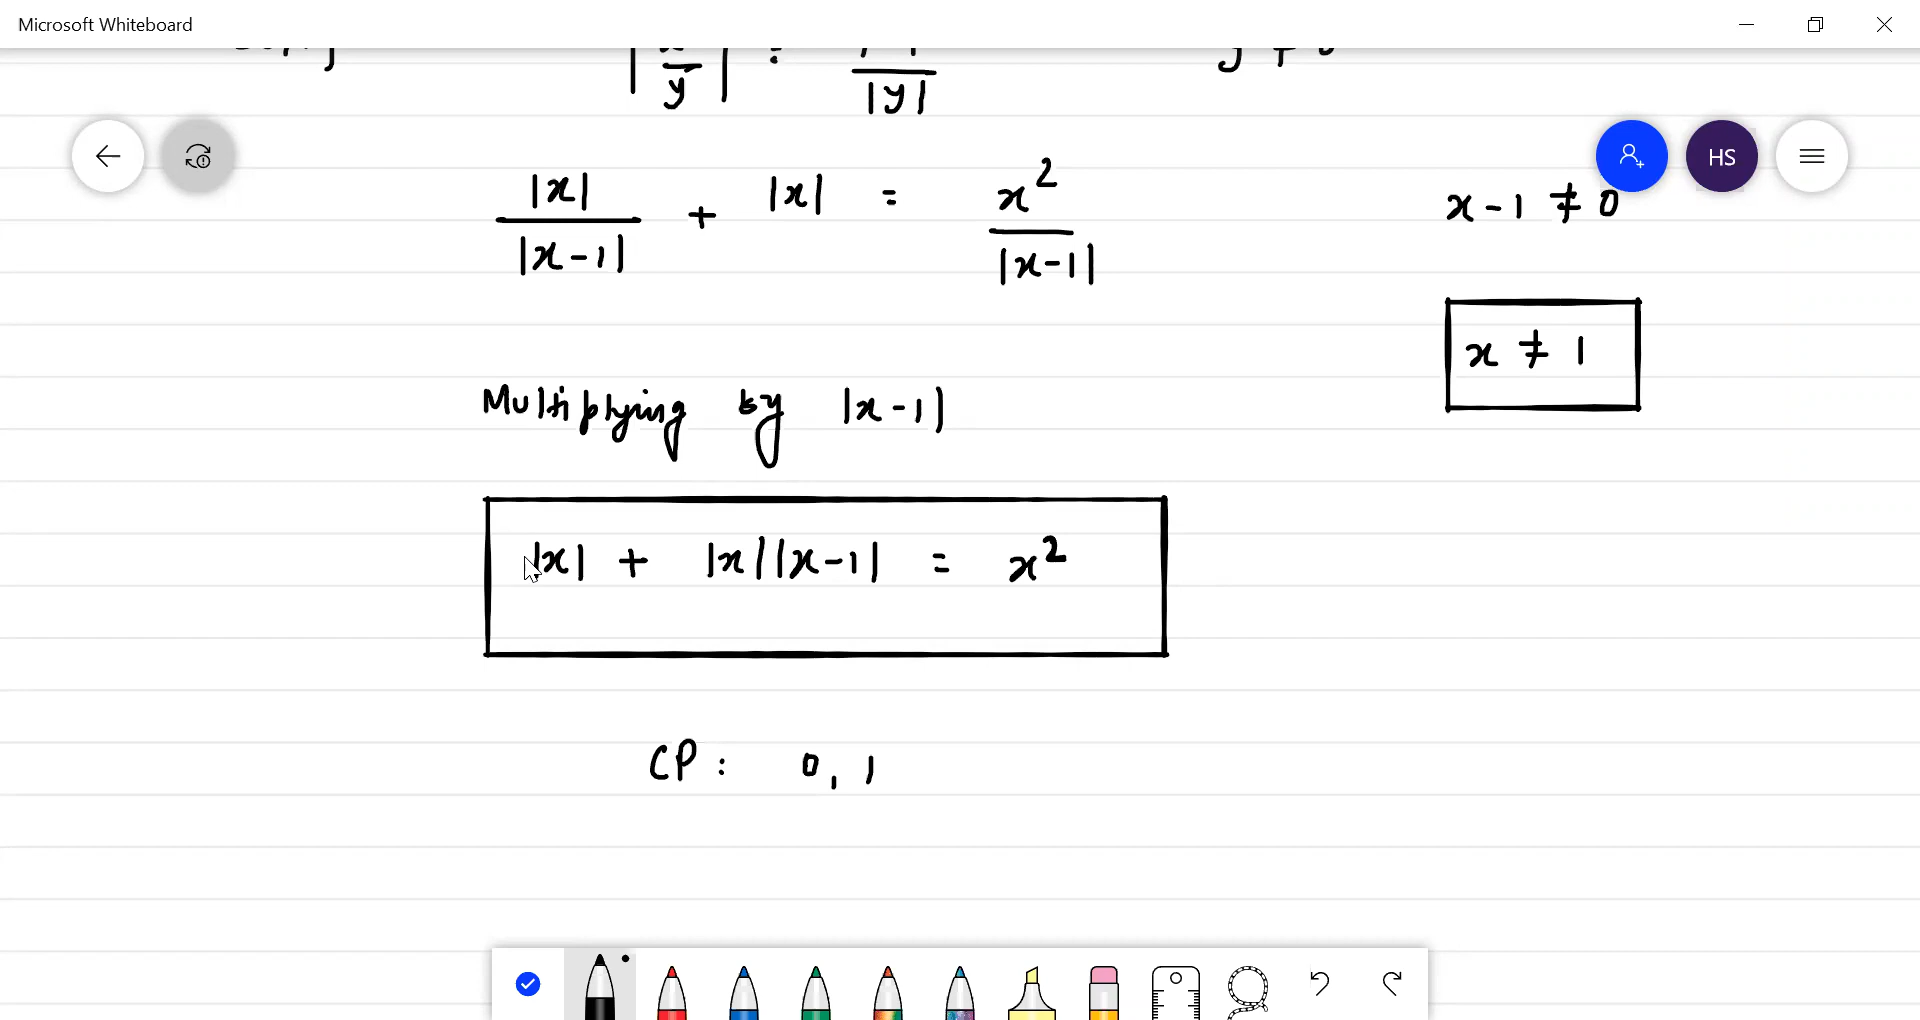 Microsoft Whiteboard
y
|y|
|x| / |x-1| + |x| = x² / |x-1|
x - 1 ≠ 0
HS
x ≠ 1
Multiplying by |x-1|
|x| + |x||x-1| = x²
CP : 0, 1